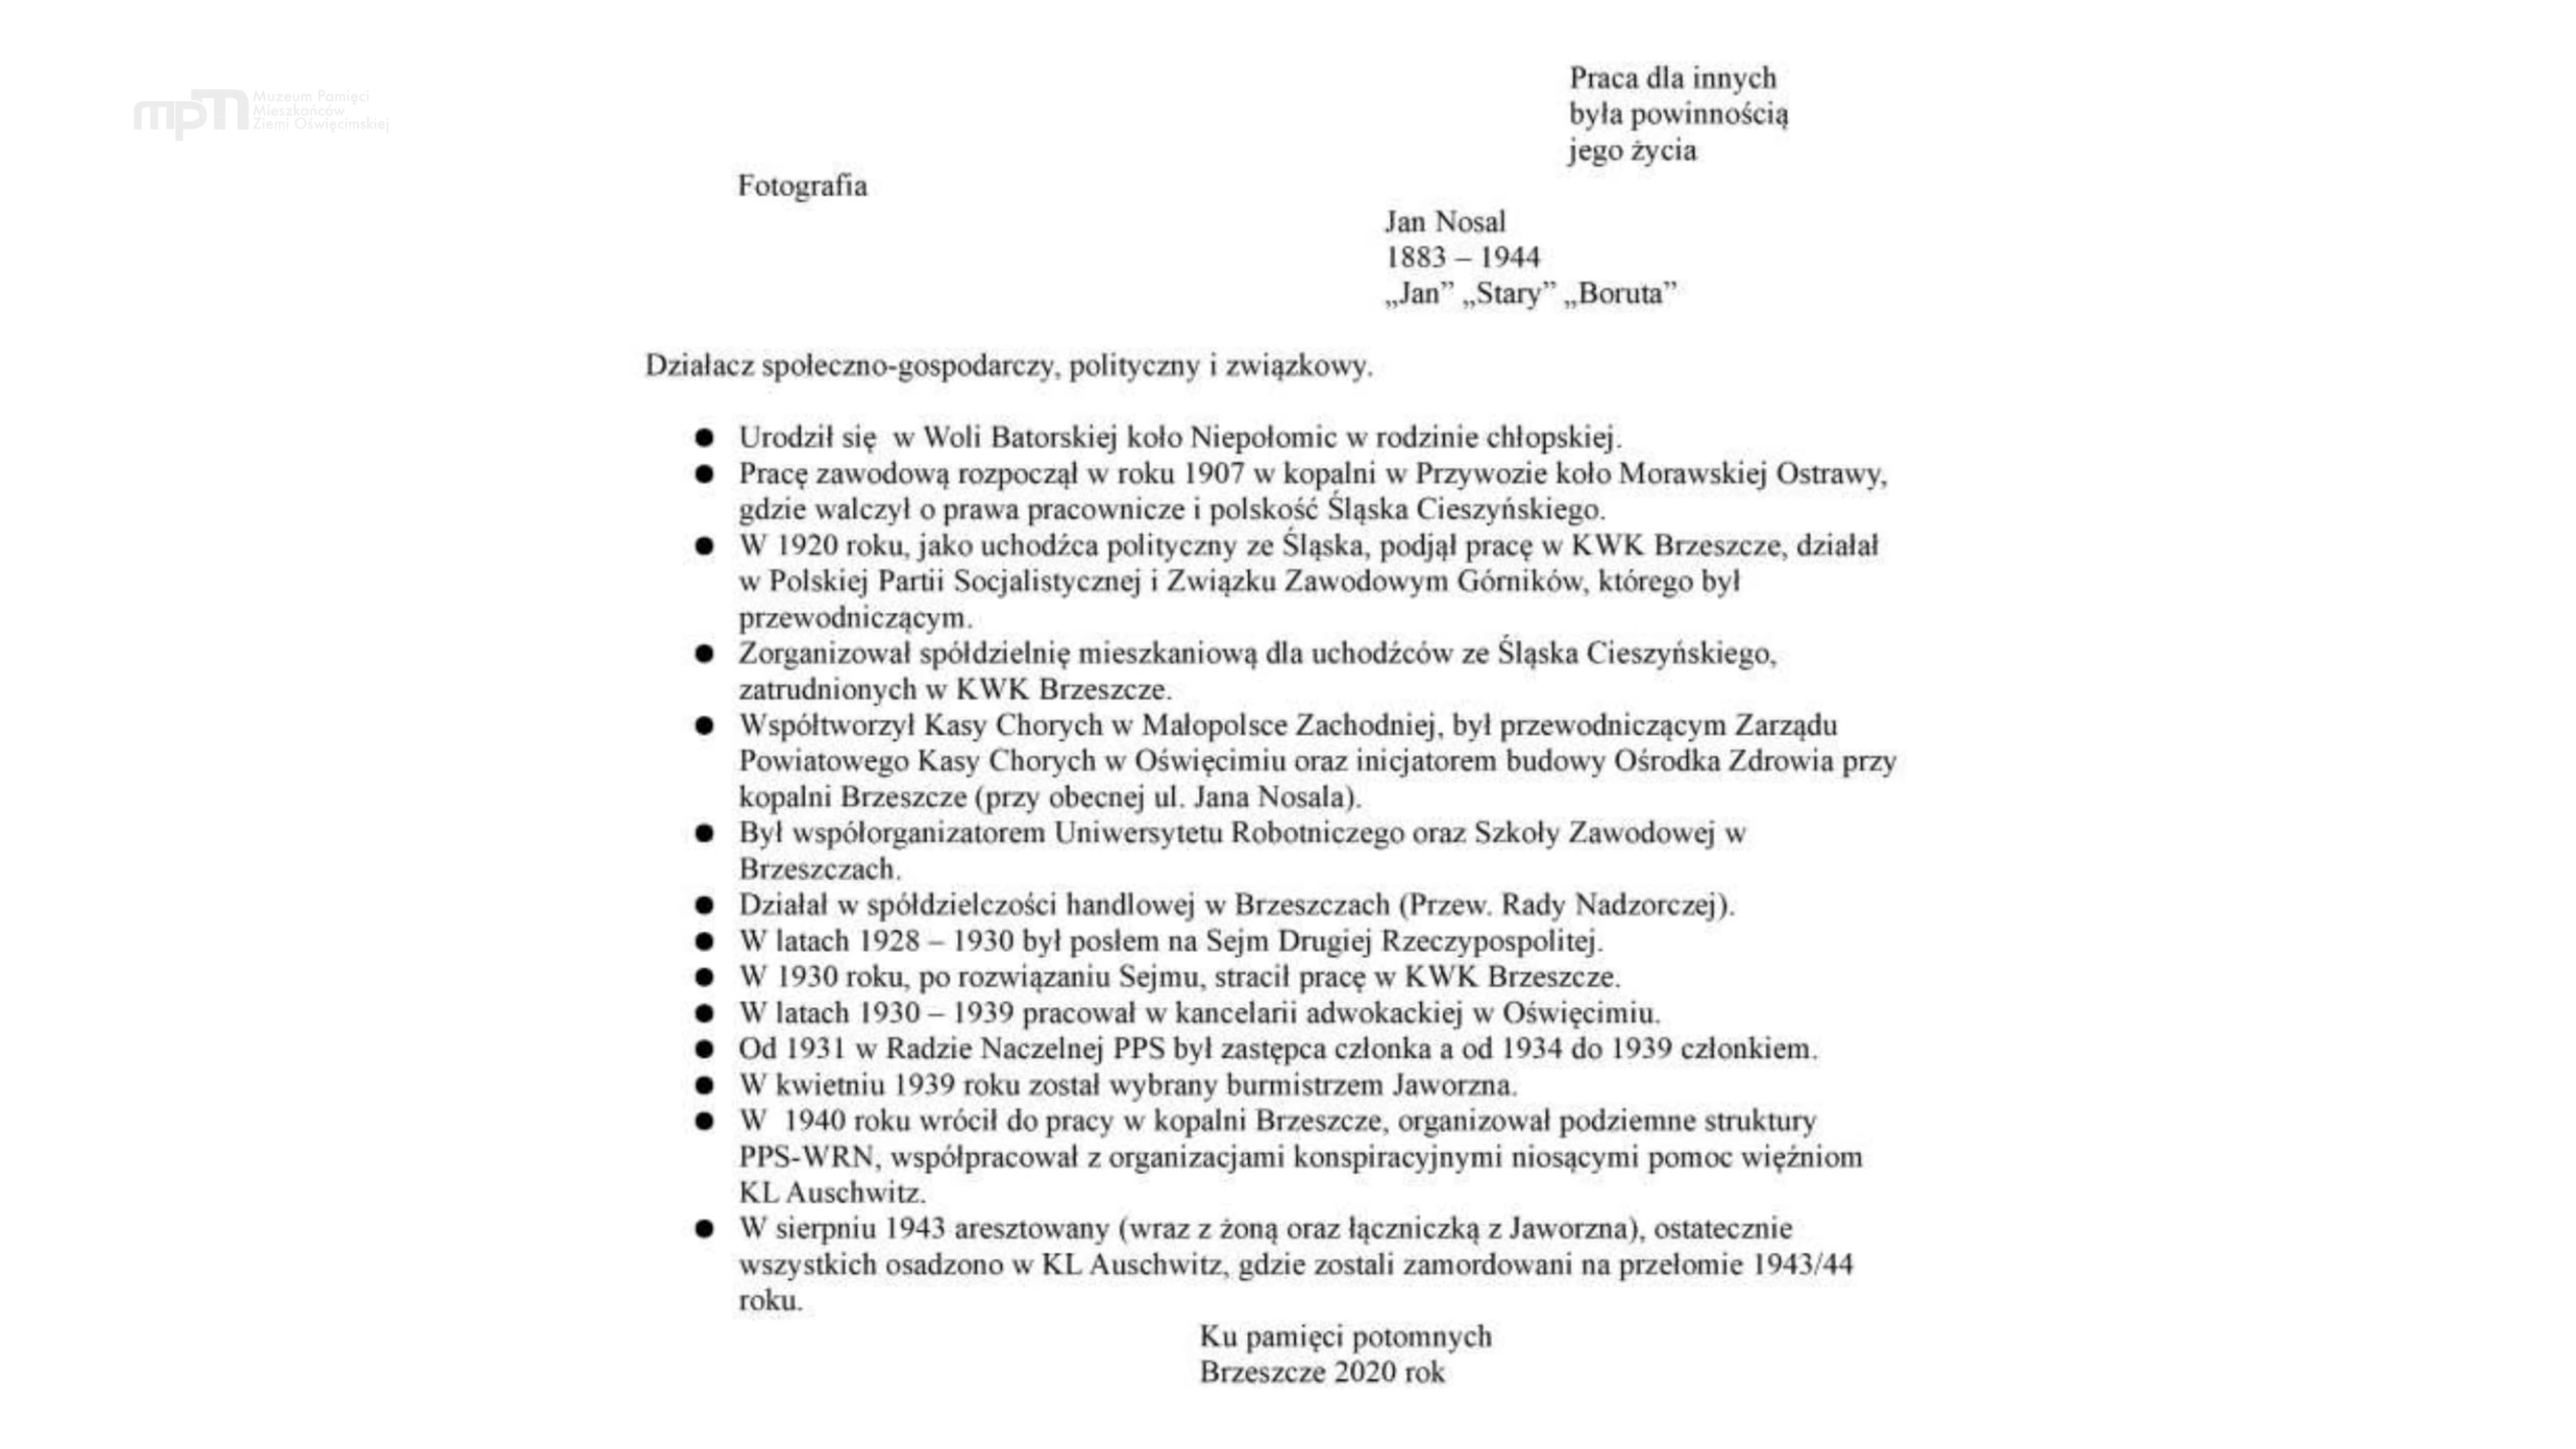 Muzeum Pamięci
Mieszkańców
Ziemi Oświęcimskiej
mpm
Praca dla innych
była powinnością
jego życia
Fotografia
Jan Nosal
1883 – 1944
„Jan” „Stary” „Boruta”
Działacz społeczno-gospodarczy, polityczny i związkowy.
● Urodził się  w Woli Batorskiej koło Niepołomic w rodzinie chłopskiej.
● Pracę zawodową rozpoczął w roku 1907 w kopalni w Przywozie koło Morawskiej Ostrawy,
gdzie walczył o prawa pracownicze i polskość Śląska Cieszyńskiego.
● W 1920 roku, jako uchodźca polityczny ze Śląska, podjął pracę w KWK Brzeszcze, działał
w Polskiej Partii Socjalistycznej i Związku Zawodowym Górników, którego był
przewodniczącym.
● Zorganizował spółdzielnię mieszkaniową dla uchodźców ze Śląska Cieszyńskiego,
zatrudnionych w KWK Brzeszcze.
● Współtworzył Kasy Chorych w Małopolsce Zachodniej, był przewodniczącym Zarządu
Powiatowego Kasy Chorych w Oświęcimiu oraz inicjatorem budowy Ośrodka Zdrowia przy
kopalni Brzeszcze (przy obecnej ul. Jana Nosala).
● Był współorganizatorem Uniwersytetu Robotniczego oraz Szkoły Zawodowej w
Brzeszczach.
● Działał w spółdzielczości handlowej w Brzeszczach (Przew. Rady Nadzorczej).
● W latach 1928 – 1930 był posłem na Sejm Drugiej Rzeczypospolitej.
● W 1930 roku, po rozwiązaniu Sejmu, stracił pracę w KWK Brzeszcze.
● W latach 1930 – 1939 pracował w kancelarii adwokackiej w Oświęcimiu.
● Od 1931 w Radzie Naczelnej PPS był zastępca członka a od 1934 do 1939 członkiem.
● W kwietniu 1939 roku został wybrany burmistrzem Jaworzna.
● W  1940 roku wrócił do pracy w kopalni Brzeszcze, organizował podziemne struktury
PPS-WRN, współpracował z organizacjami konspiracyjnymi niosącymi pomoc więźniom
KL Auschwitz.
● W sierpniu 1943 aresztowany (wraz z żoną oraz łączniczką z Jaworzna), ostatecznie
wszystkich osadzono w KL Auschwitz, gdzie zostali zamordowani na przełomie 1943/44
roku.
Ku pamięci potomnych
Brzeszcze 2020 rok